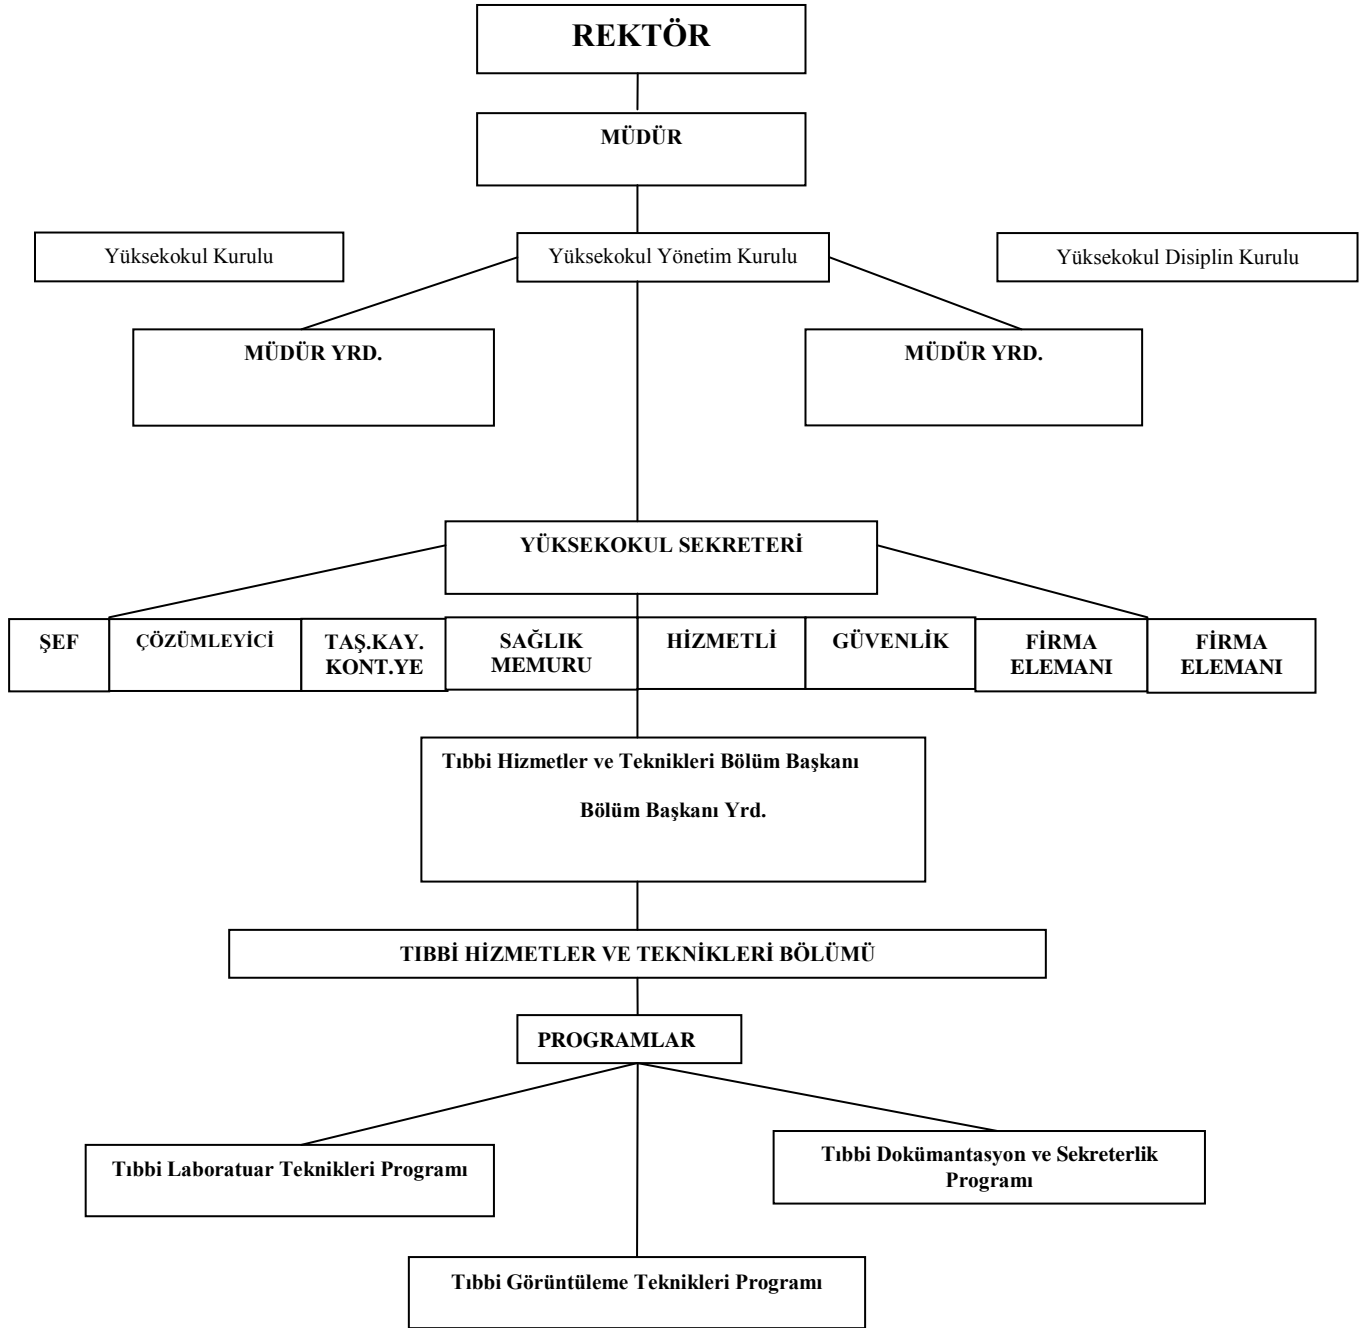 REKTÖR
MÜDÜR
Yüksekokul Kurulu
Yüksekokul Yönetim Kurulu
Yüksekokul Disiplin Kurulu
MÜDÜR YRD.
MÜDÜR YRD.
YÜKSEKOKUL SEKRETERİ
ŞEF
ÇÖZÜMLEYİCİ
TAŞ.KAY.
KONT.YE
SAĞLIK
MEMURU
HİZMETLİ
GÜVENLİK
FİRMA
ELEMANI
FİRMA
ELEMANI
Tıbbi Hizmetler ve Teknikleri Bölüm Başkanı
Bölüm Başkanı Yrd.
TIBBİ HİZMETLER VE TEKNİKLERİ BÖLÜMÜ
PROGRAMLAR
Tıbbi Laboratuar Teknikleri Programı
Tıbbi Dokümantasyon ve Sekreterlik
Programı
Tıbbi Görüntüleme Teknikleri Programı